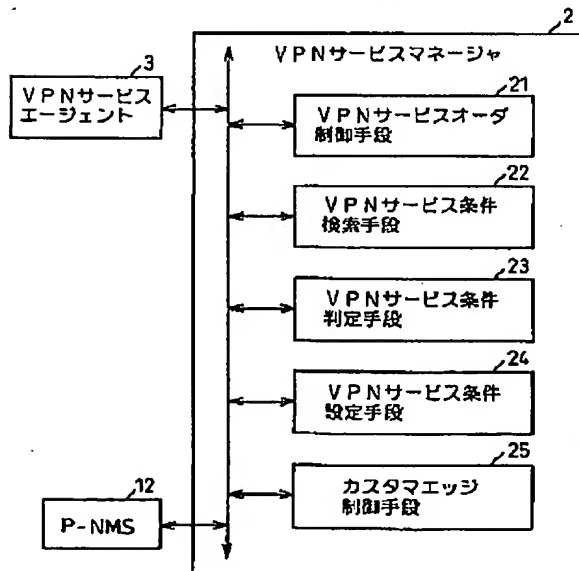 2
VPNサービスマネージャ
3
VPNサービス
エージェント
21
VPNサービスオーダ
制御手段
22
VPNサービス条件
検索手段
23
VPNサービス条件
判定手段
24
VPNサービス条件
設定手段
25
カスタマエッジ
制御手段
12
P-NMS